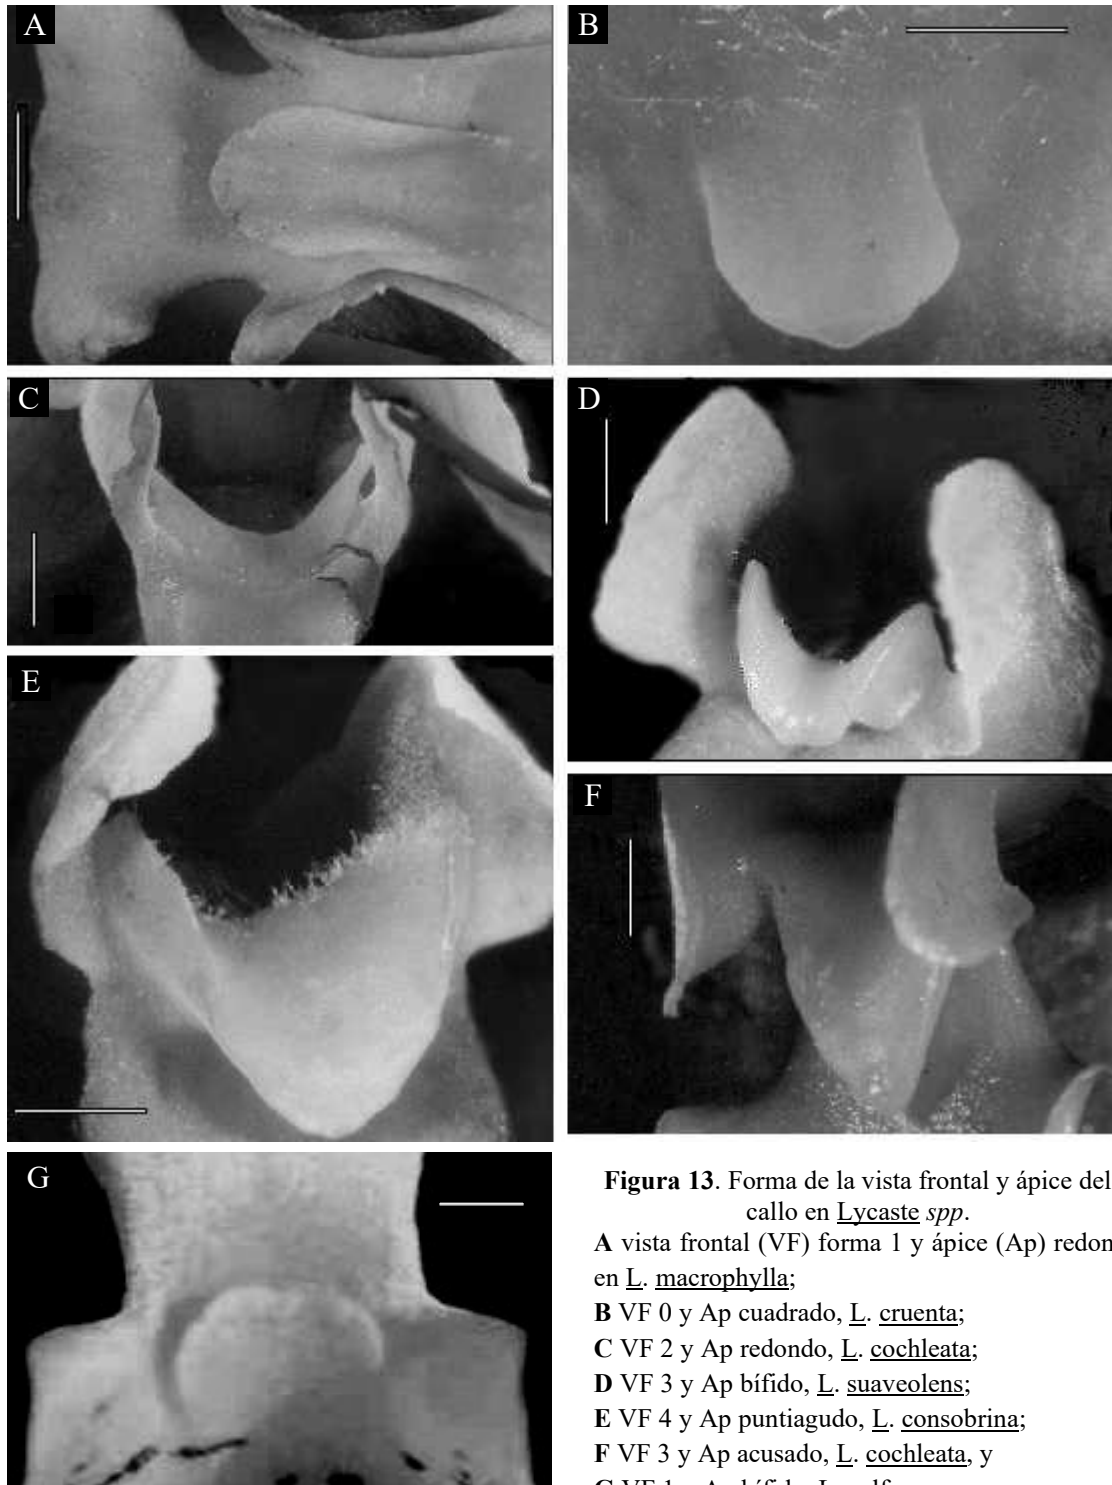 A
B
C
D
E
F
G
Figura 13. Forma de la vista frontal y ápice del
callo en Lycaste spp.
A vista frontal (VF) forma 1 y ápice (Ap) redon
en L. macrophylla;
B VF 0 y Ap cuadrado, L. cruenta;
C VF 2 y Ap redondo, L. cochleata;
D VF 3 y Ap bífido, L. suaveolens;
E VF 4 y Ap puntiagudo, L. consobrina;
F VF 3 y Ap acusado, L. cochleata, y